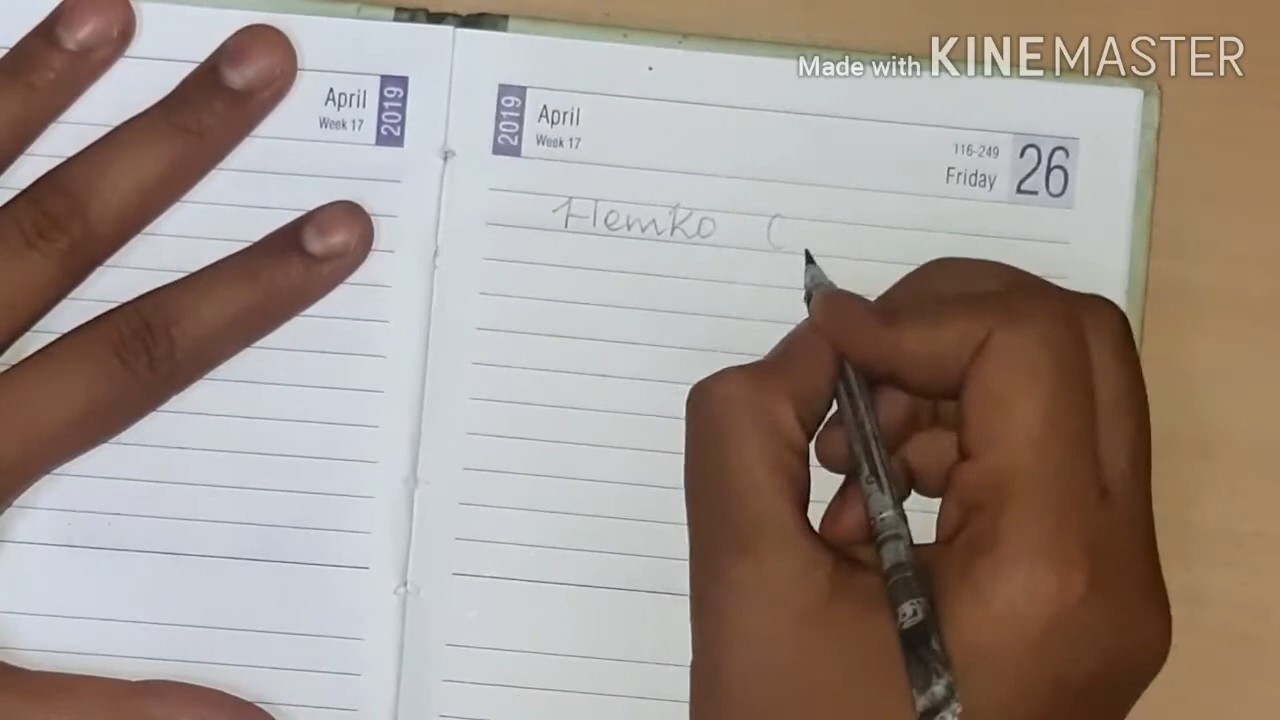 Made with KINEMASTER
April
Week 17
2019
2019
April
Week 17
116-249
Friday
26
Hemko (